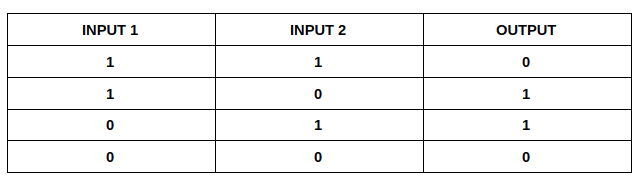 INPUT 1 INPUT 2 OUTPUT
1 1 0
1 0 1
0 1 1
0 0 0